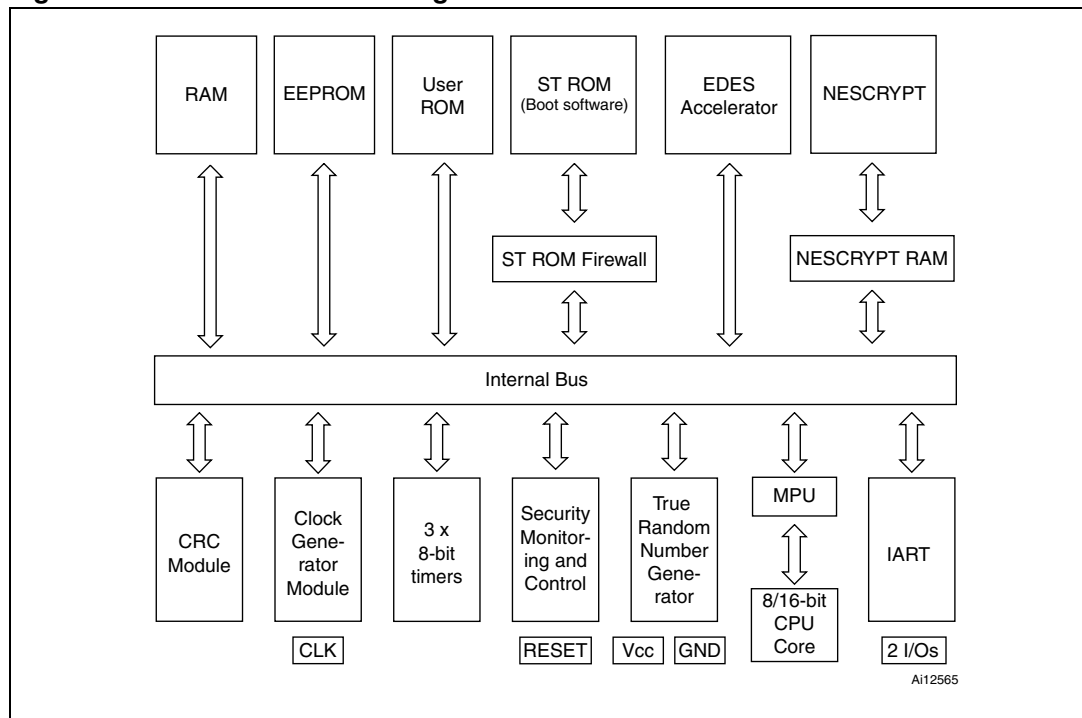 RAM
EEPROM
User
ROM
ST ROM
(Boot software)
EDES
Accelerator
NESCRYPT
ST ROM Firewall
NESCRYPT RAM
Internal Bus
CRC
Module
Clock
Gene-
rator
Module
3 x
8-bit
timers
Security
Monitor-
ing and
Control
True
Random
Number
Gene-
rator
MPU
8/16-bit
CPU
Core
IART
CLK
RESET
Vcc
GND
2 I/Os
Ai12565